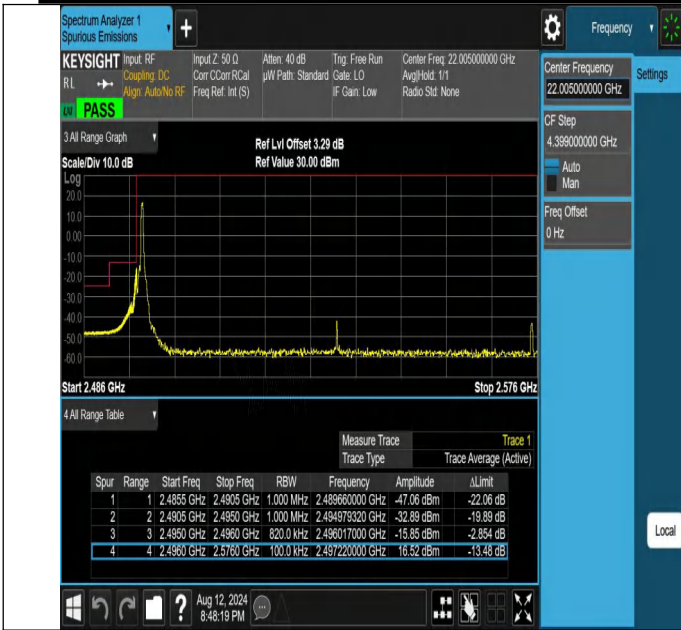 Spectrum Analyzer 1
Spurious Emissions
Frequency
KEYSIGHT Input: RF Input Z: 50 Ω Atten: 40 dB Trig: Free Run Center Freq: 22.005000000 GHz
RL Coupling: DC Corr CCorr RCal µW Path: Standard Gate: LO Avg|Hold: 1/1
Align: Auto/No RF Freq Ref: Int (S) IF Gain: Low Radio Std: None
PASS
Center Frequency
22.005000000 GHz
Settings
CF Step
4.399000000 GHz
Auto
Man
Freq Offset
0 Hz
Local
3 All Range Graph
Ref Lvl Offset 3.29 dB
Scale/Div 10.0 dB Ref Value 30.00 dBm
Log
20.0
10.0
0.00
-10.0
-20.0
-30.0
-40.0
-50.0
-60.0
Start 2.486 GHz Stop 2.576 GHz
4 All Range Table
Measure Trace Trace 1
Trace Type Trace Average (Active)
Spur Range Start Freq Stop Freq RBW Frequency Amplitude ΔLimit
1 1 2.4855 GHz 2.4905 GHz 1.000 MHz 2.489660000 GHz -47.06 dBm -22.06 dB
2 2 2.4905 GHz 2.4950 GHz 1.000 MHz 2.494979320 GHz -32.89 dBm -19.89 dB
3 3 2.4950 GHz 2.4960 GHz 820.0 kHz 2.496017000 GHz -15.85 dBm -2.854 dB
4 4 2.4960 GHz 2.5760 GHz 100.0 kHz 2.497220000 GHz 16.52 dBm -13.48 dB
Aug 12, 2024
8:48:19 PM